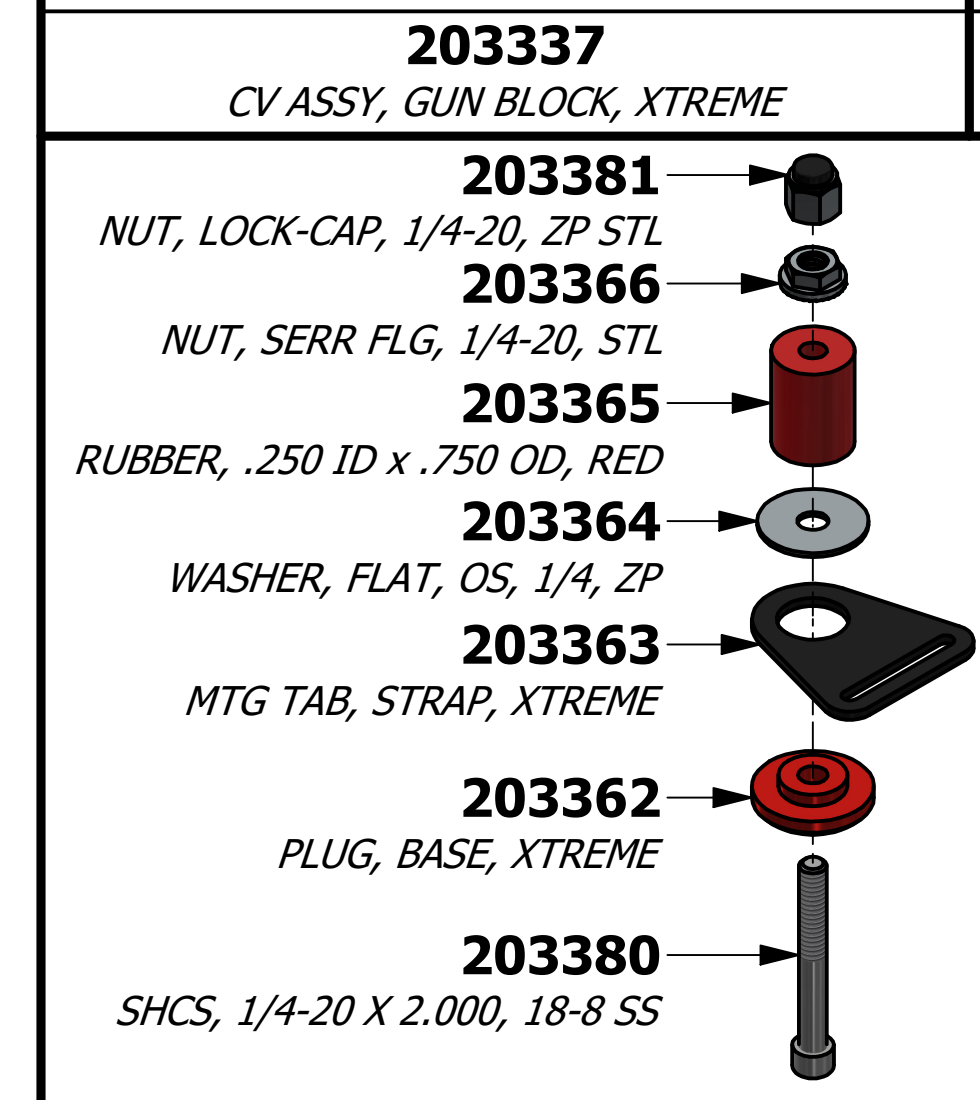 203337
CV ASSY, GUN BLOCK, XTREME
203381
NUT, LOCK-CAP, 1/4-20, ZP STL
203366
NUT, SERR FLG, 1/4-20, STL
203365
RUBBER, .250 ID x .750 OD, RED
203364
WASHER, FLAT, OS, 1/4, ZP
203363
MTG TAB, STRAP, XTREME
203362
PLUG, BASE, XTREME
203380
SHCS, 1/4-20 X 2.000, 18-8 SS